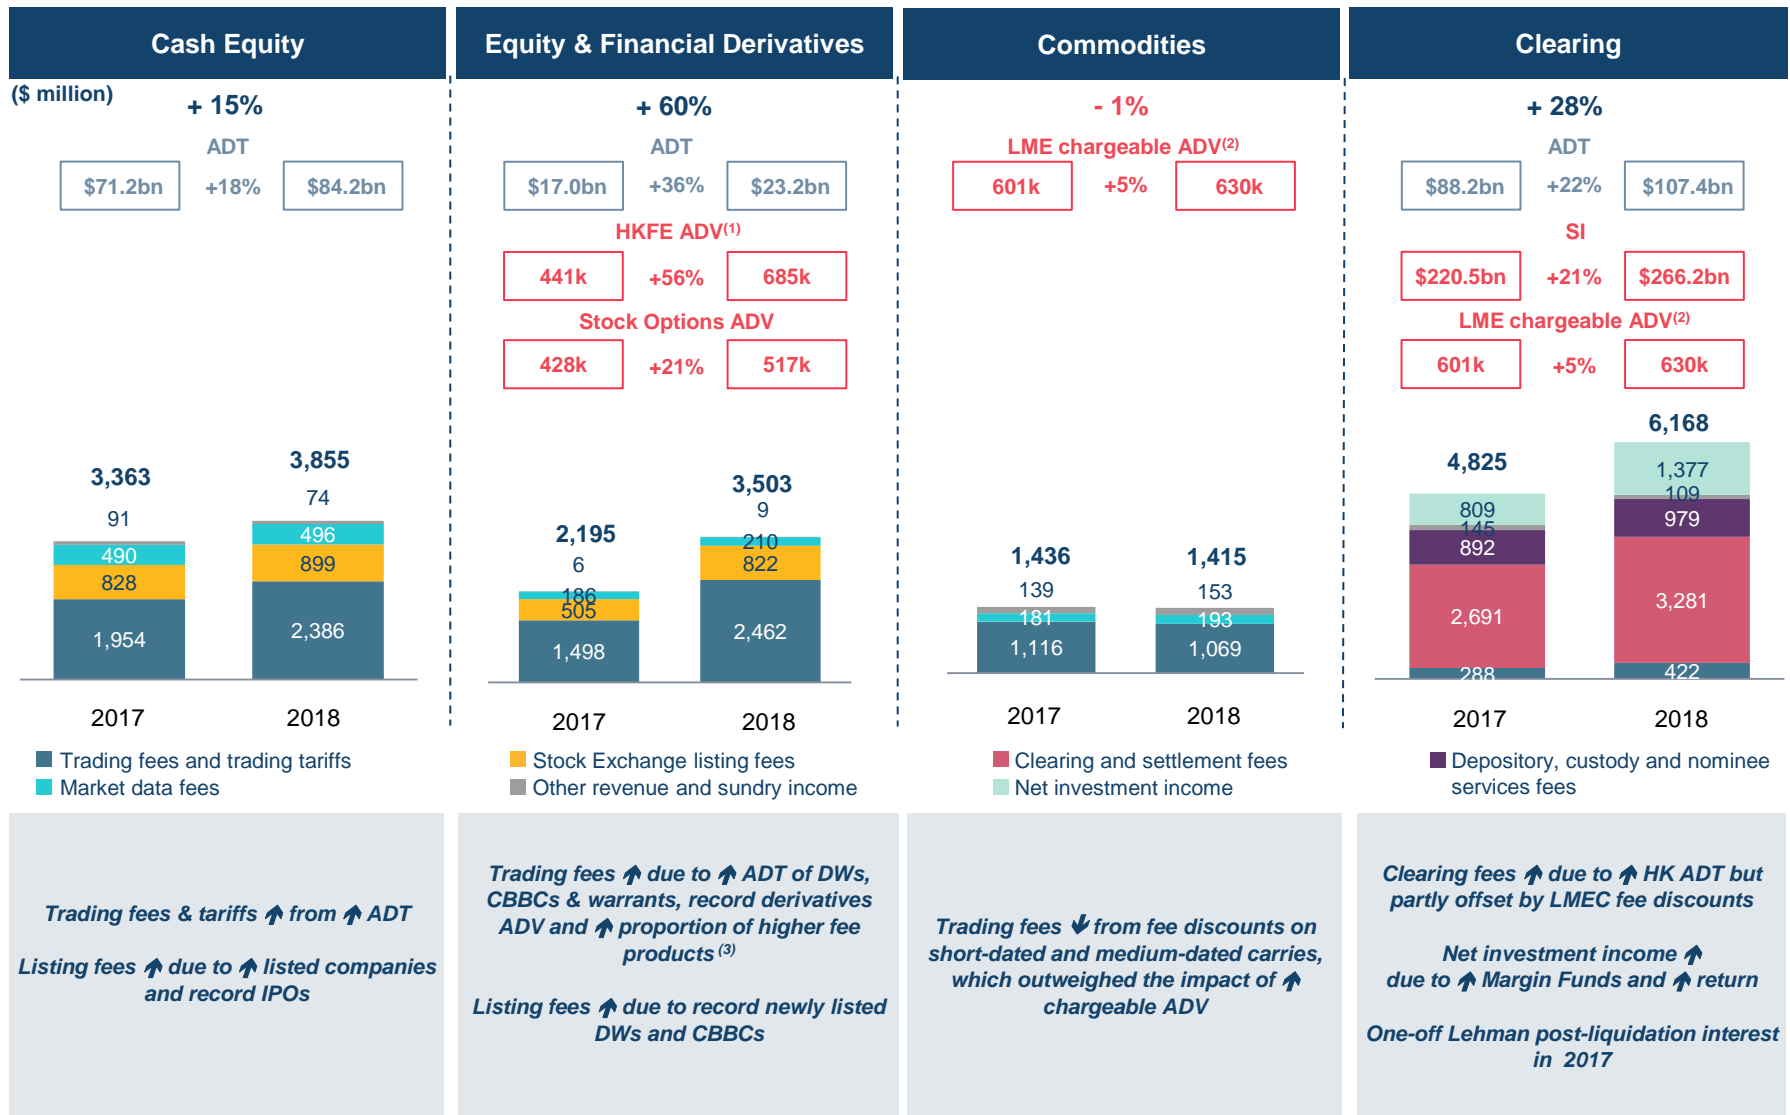 Cash Equity
($ million)
+ 15%
ADT
$71.2bn +18% $84.2bn
3,363
91
490
828
1,954
3,855
74
496
899
2,386
2017 2018
Equity & Financial Derivatives
+ 60%
ADT
$17.0bn +36% $23.2bn
HKFE ADV(1)
441k +56% 685k
Stock Options ADV
428k +21% 517k
2,195
6
186
505
1,498
3,503
9
210
822
2,462
2017 2018
Commodities
- 1%
LME chargeable ADV(2)
601k +5% 630k
1,436
139
181
1,116
1,415
153
193
1,069
2017 2018
Clearing
+ 28%
ADT
$88.2bn +22% $107.4bn
SI
$220.5bn +21% $266.2bn
LME chargeable ADV(2)
601k +5% 630k
4,825
809
145
892
2,691
288
6,168
1,377
109
979
3,281
422
2017 2018
Trading fees and trading tariffs
Market data fees
Stock Exchange listing fees
Other revenue and sundry income
Clearing and settlement fees
Net investment income
Depository, custody and nominee
services fees
Trading fees & tariffs ↑ from ↑ ADT
Listing fees ↑ due to ↑ listed companies
and record IPOs
Trading fees ↑ due to ↑ ADT of DWs,
CBBCs & warrants, record derivatives
ADV and ↑ proportion of higher fee
products (3)
Listing fees ↑ due to record newly listed
DWs and CBBCs
Trading fees ↓ from fee discounts on
short-dated and medium-dated carries,
which outweighed the impact of ↑
chargeable ADV
Clearing fees ↑ due to ↑ HK ADT but
partly offset by LMEC fee discounts
Net investment income ↑
due to ↑ Margin Funds and ↑ return
One-off Lehman post-liquidation interest
in 2017